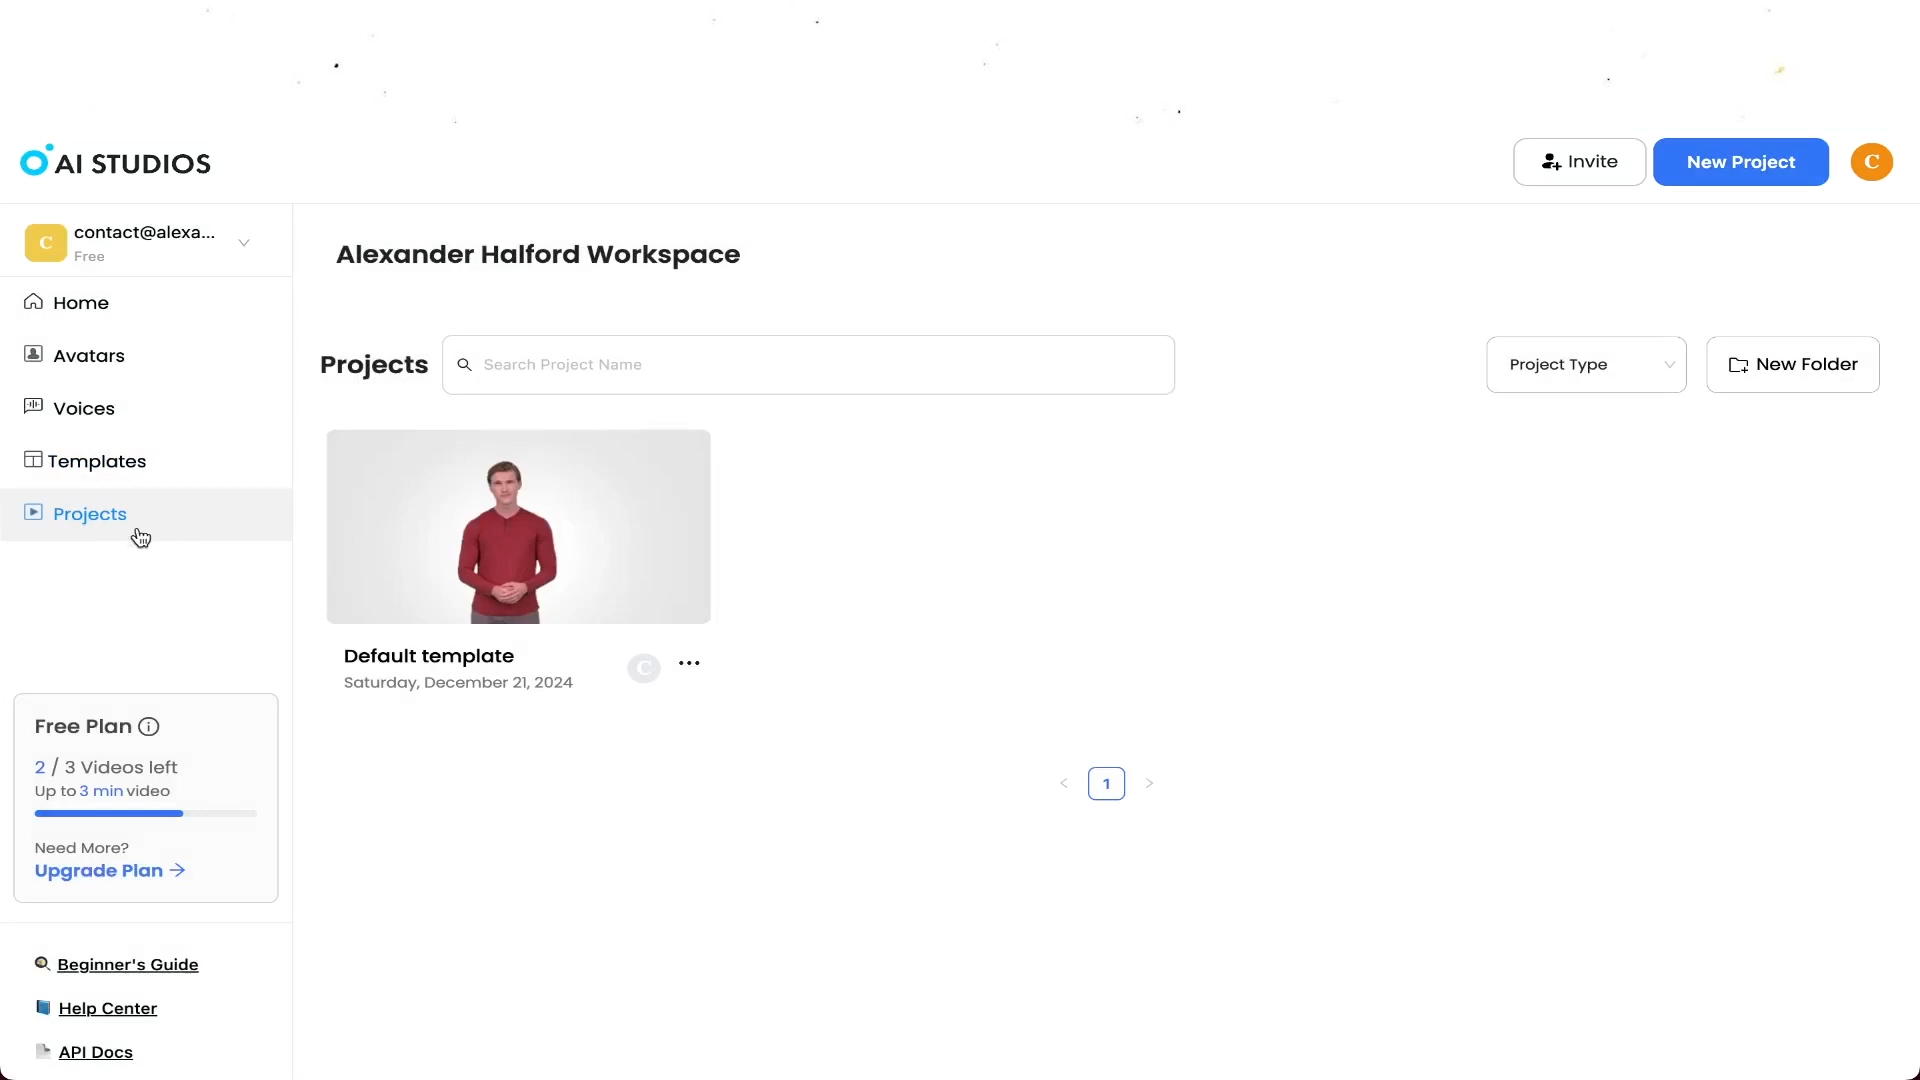 AI STUDIOS
Invite
New Project
C
C
contact@alexa...
Free
Home
Avatars
Voices
Templates
Projects
Alexander Halford Workspace
Projects
Search Project Name
Project Type
New Folder
Default template
Saturday, December 21, 2024
C
1
Free Plan
2 / 3 Videos left
Up to 3 min video
Need More?
Upgrade Plan
Beginner's Guide
Help Center
API Docs